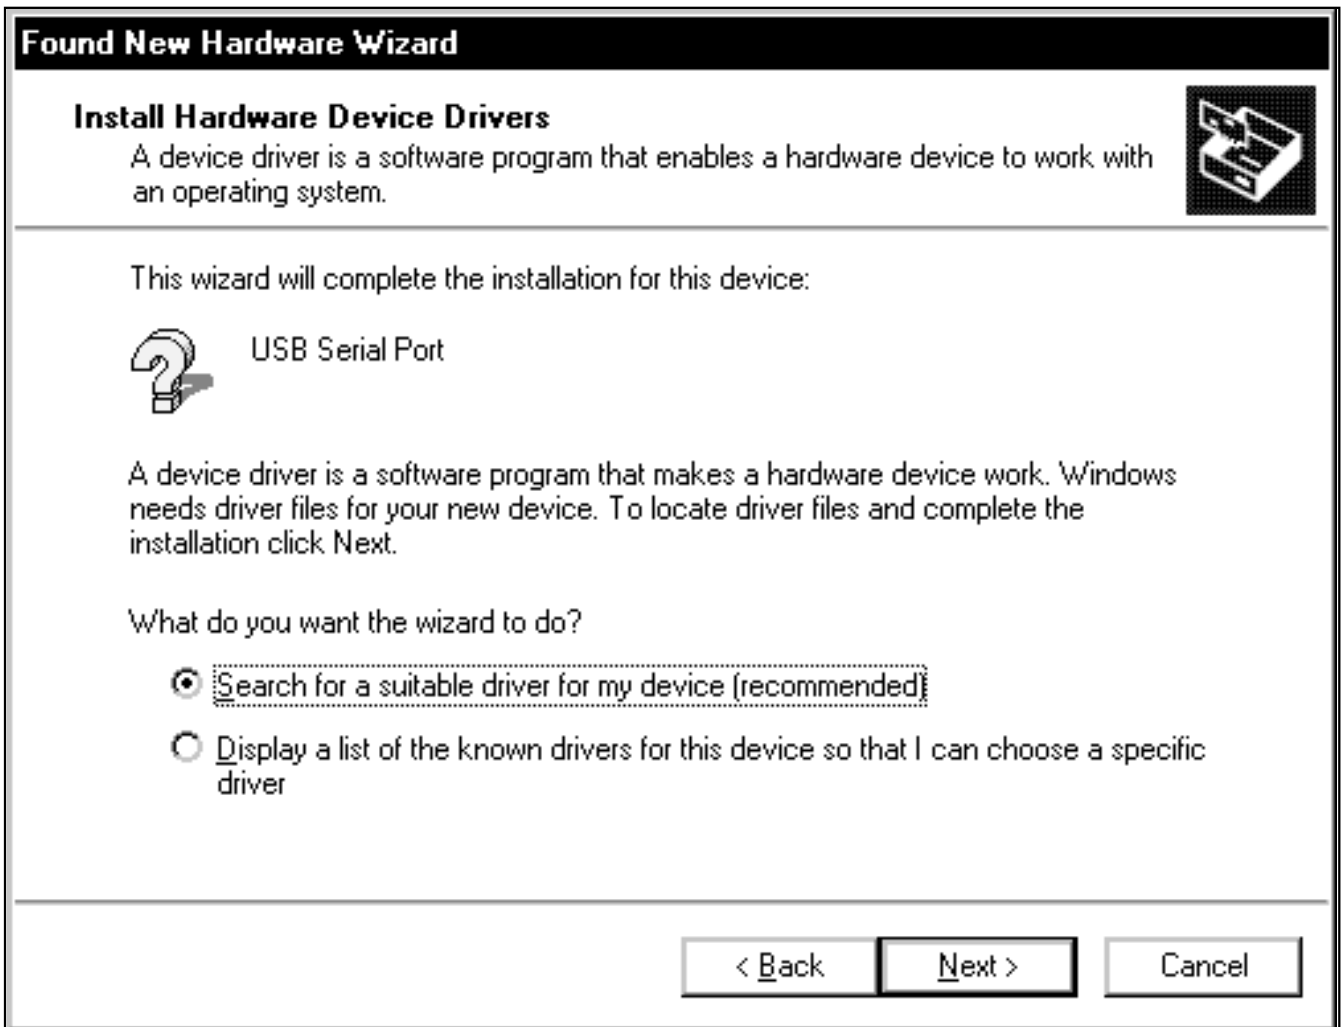 Found New Hardware Wizard
Install Hardware Device Drivers
A device driver is a software program that enables a hardware device to work with
an operating system.
This wizard will complete the installation for this device:
USB Serial Port
A device driver is a software program that makes a hardware device work. Windows
needs driver files for your new device. To locate driver files and complete the
installation click Next.
What do you want the wizard to do?
Search for a suitable driver for my device (recommended)
Display a list of the known drivers for this device so that I can choose a specific
driver
< Back Next > Cancel